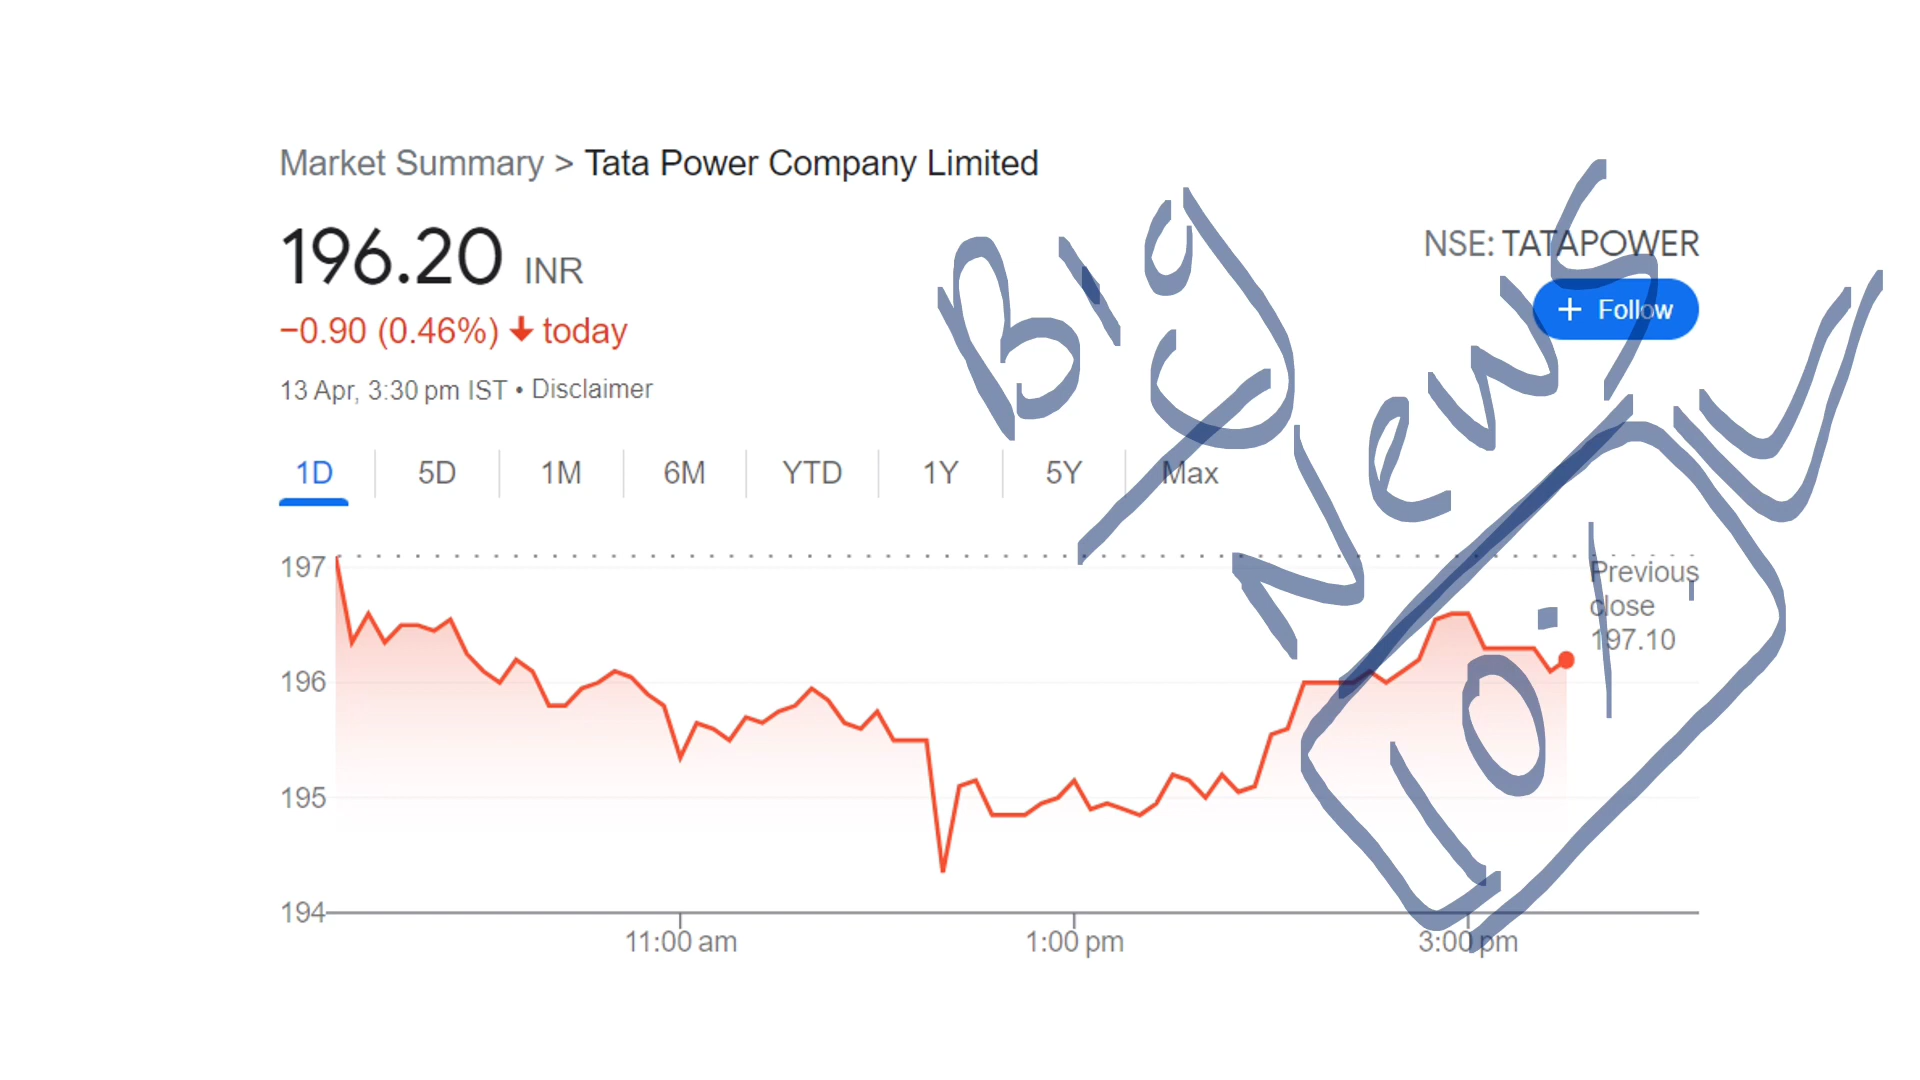 Market Summary > Tata Power Company Limited
196.20 INR
−0.90 (0.46%) ↓ today
13 Apr, 3:30 pm IST • Disclaimer
NSE: TATAPOWER
+ Follow
1D 5D 1M 6M YTD 1Y 5Y Max
197
196
195
194
Previous
close
197.10
11:00 am 1:00 pm 3:00 pm
Big
News
10:1